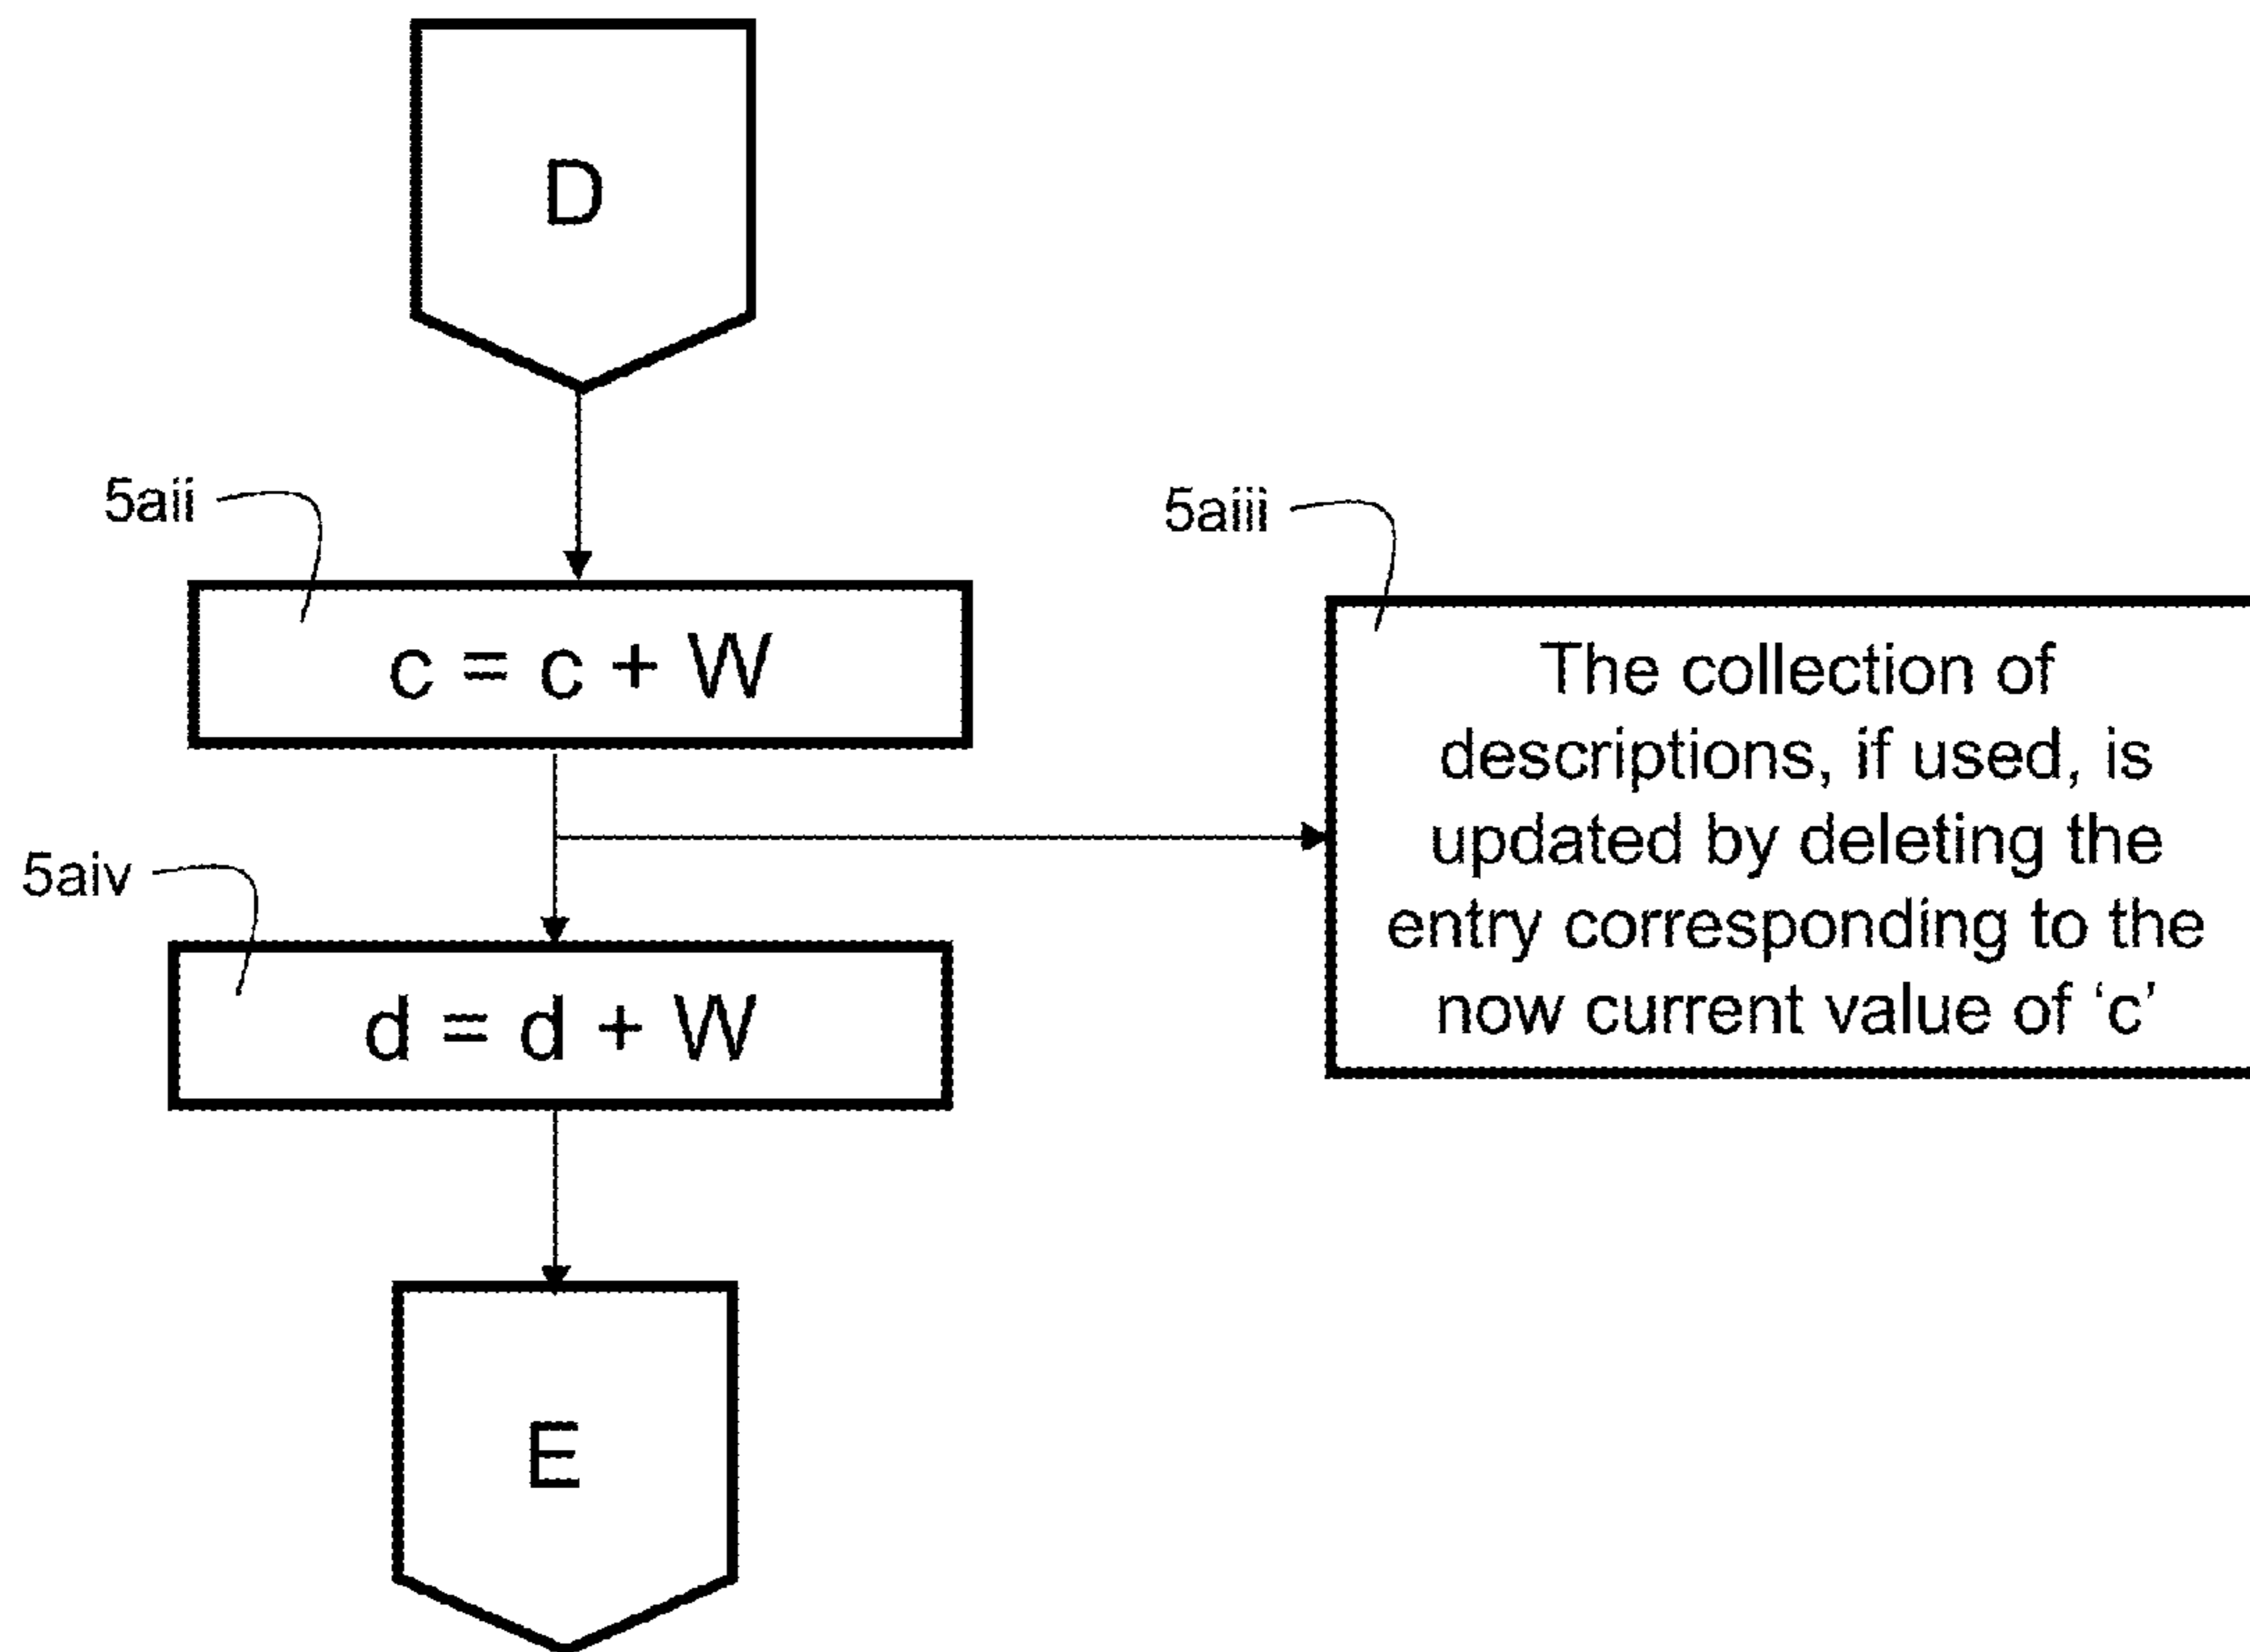 D
5aii
c = c + W
5aiii
The collection of
descriptions, if used, is
updated by deleting the
entry corresponding to the
now current value of ‘c’
5aiv
d = d + W
E